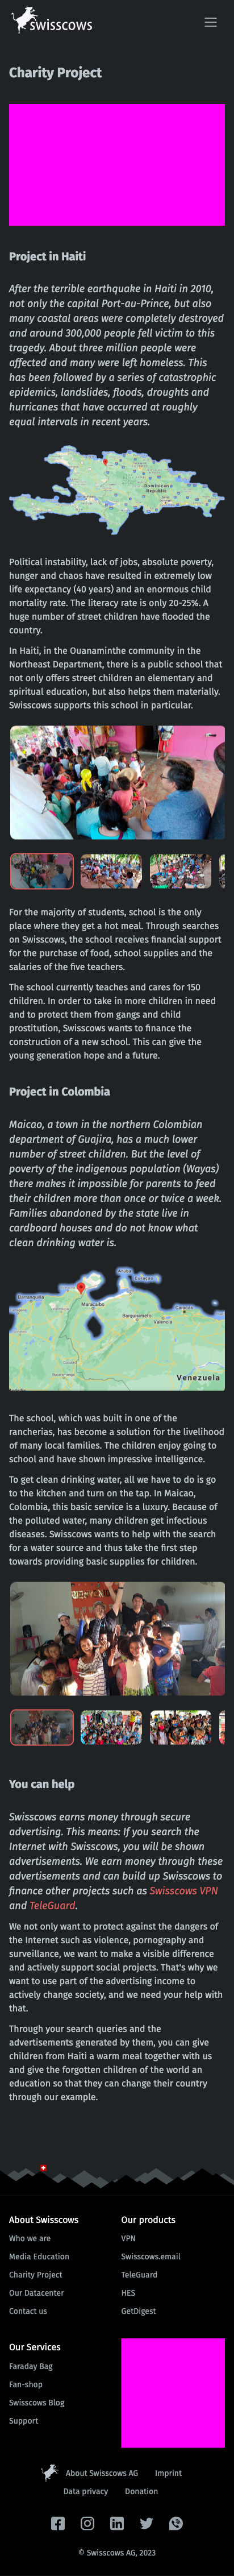 swisscows
Charity Project
Project in Haiti
After the terrible earthquake in Haiti in 2010,
not only the capital Port-au-Prince, but also
many coastal areas were completely destroyed
and around 300,000 people fell victim to this
tragedy. About three million people were
affected and many were left homeless. This
has been followed by a series of catastrophic
epidemics, landslides, floods, droughts and
hurricanes that have occurred at roughly
equal intervals in recent years.
Dominican
Republic
Political instability, lack of jobs, absolute poverty,
hunger and chaos have resulted in extremely low
life expectancy (40 years) and an enormous child
mortality rate. The literacy rate is only 20-25%. A
huge number of street children have flooded the
country.
In Haiti, in the Ouanaminthe community in the
Northeast Department, there is a public school that
not only offers street children an elementary and
spiritual education, but also helps them materially.
Swisscows supports this school in particular.
For the majority of students, school is the only
place where they get a hot meal. Through searches
on Swisscows, the school receives financial support
for the purchase of food, school supplies and the
salaries of the five teachers.
The school currently teaches and cares for 150
children. In order to take in more children in need
and to protect them from gangs and child
prostitution, Swisscows wants to finance the
construction of a new school. This can give the
young generation hope and a future.
Project in Colombia
Maicao, a town in the northern Colombian
department of Guajira, has a much lower
number of street children. But the level of
poverty of the indigenous population (Wayas)
there makes it impossible for parents to feed
their children more than once or twice a week.
Families abandoned by the state live in
cardboard houses and do not know what
clean drinking water is.
Aruba
Barranquilla
Maracaibo
Caracas
Barquisimeto
Valencia
Venezuela
The school, which was built in one of the
rancherias, has become a solution for the livelihood
of many local families. The children enjoy going to
school and have shown impressive intelligence.
To get clean drinking water, all we have to do is go
to the kitchen and turn on the tap. In Maicao,
Colombia, this basic service is a luxury. Because of
the polluted water, many children get infectious
diseases. Swisscows wants to help with the search
for a water source and thus take the first step
towards providing basic supplies for children.
You can help
Swisscows earns money through secure
advertising. This means: If you search the
Internet with Swisscows, you will be shown
advertisements. We earn money through these
advertisements and can build up Swisscows to
finance other projects such as Swisscows VPN
and TeleGuard.
We not only want to protect against the dangers of
the Internet such as violence, pornography and
surveillance, we want to make a visible difference
and actively support social projects. That's why we
want to use part of the advertising income to
actively change society, and we need your help with
that.
Through your search queries and the
advertisements generated by them, you can give
children from Haiti a warm meal together with us
and give the forgotten children of the world an
education so that they can change their country
through our example.
About Swisscows
Who we are
Media Education
Charity Project
Our Datacenter
Contact us
Our products
VPN
Swisscows.email
TeleGuard
HES
GetDigest
Our Services
Faraday Bag
Fan-shop
Swisscows Blog
Support
About Swisscows AG
Imprint
Data privacy
Donation
© Swisscows AG, 2023